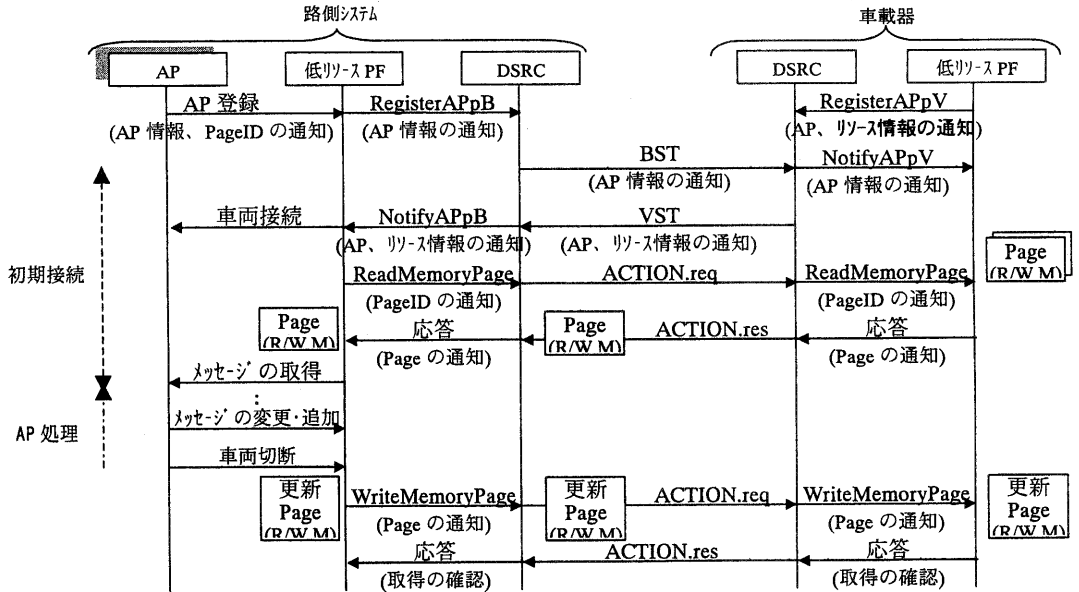 路側ｼｽﾃﾑ
車載器
AP
低ﾘｿｰｽ PF
DSRC
DSRC
低ﾘｿｰｽ PF
AP 登録
RegisterAPpB
RegisterAPpV
(AP 情報、PageID の通知)
(AP 情報の通知)
(AP、ﾘｿｰｽ情報の通知)
BST
NotifyAPpV
(AP 情報の通知)
(AP 情報の通知)
車両接続
NotifyAPpB
VST
(AP、ﾘｿｰｽ情報の通知)
(AP、ﾘｿｰｽ情報の通知)
初期接続
ReadMemoryPage
ACTION.req
ReadMemoryPage
Page
(R/W M)
(PageID の通知)
(PageID の通知)
Page
(R/W M)
応答
(Page の通知)
Page
(R/W M)
ACTION.res
応答
(Page の通知)
ﾒｯｾｰｼﾞの取得
:
ﾒｯｾｰｼﾞの変更･追加
AP 処理
車両切断
更新
Page
(R/W M)
WriteMemoryPage
(Page の通知)
更新
Page
(R/W M)
ACTION.req
WriteMemoryPage
(Page の通知)
更新
Page
(R/W M)
応答
(取得の確認)
ACTION.res
応答
(取得の確認)